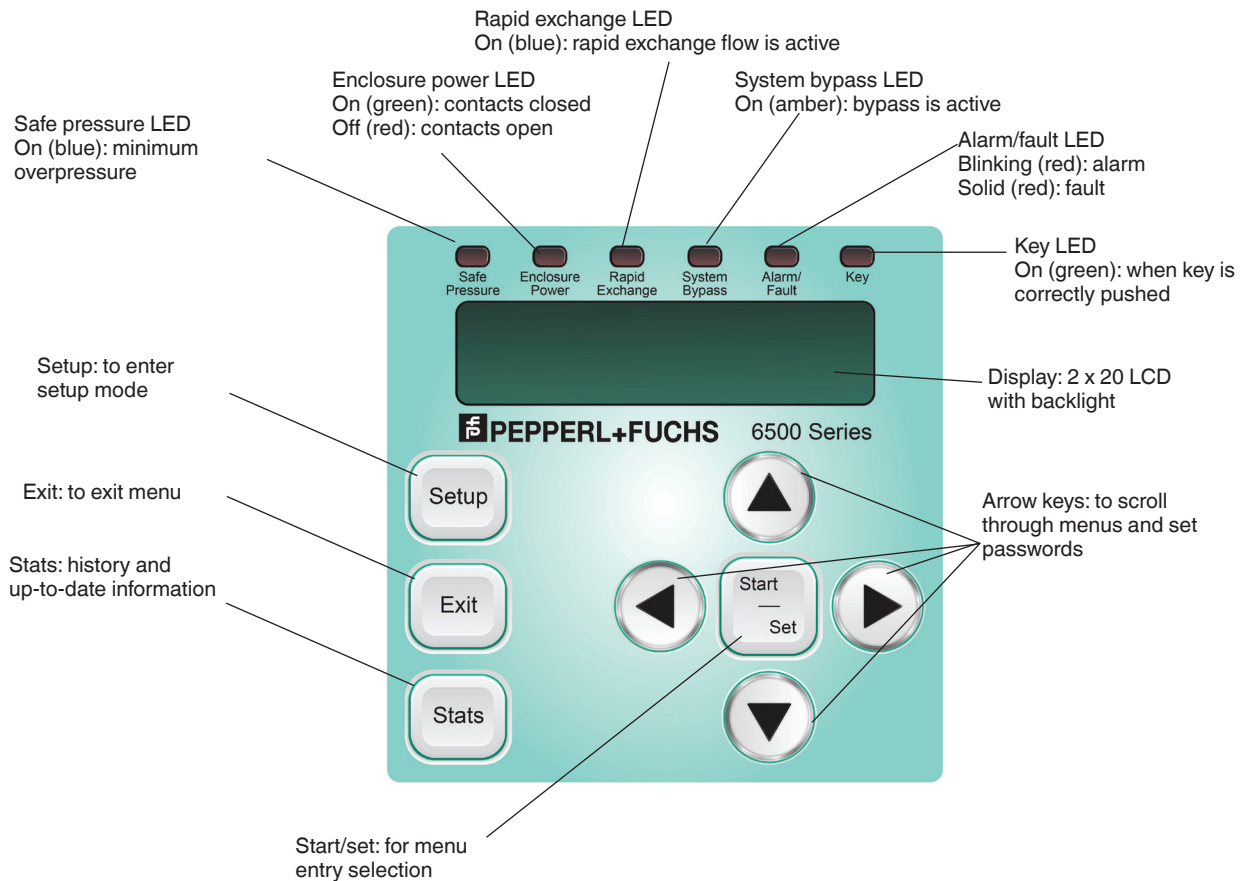 Rapid exchange LED
On (blue): rapid exchange flow is active
Enclosure power LED
On (green): contacts closed
Off (red): contacts open
System bypass LED
On (amber): bypass is active
Safe pressure LED
On (blue): minimum
overpressure
Alarm/fault LED
Blinking (red): alarm
Solid (red): fault
Key LED
On (green): when key is
correctly pushed
Safe
Pressure
Enclosure
Power
Rapid
Exchange
System
Bypass
Alarm/
Fault
Key
Setup: to enter
setup mode
Display: 2 x 20 LCD
with backlight
PEPPERL+FUCHS
6500 Series
Exit: to exit menu
Setup
Arrow keys: to scroll
through menus and set
passwords
Stats: history and
up-to-date information
Exit
Start
Set
Stats
Start/set: for menu
entry selection